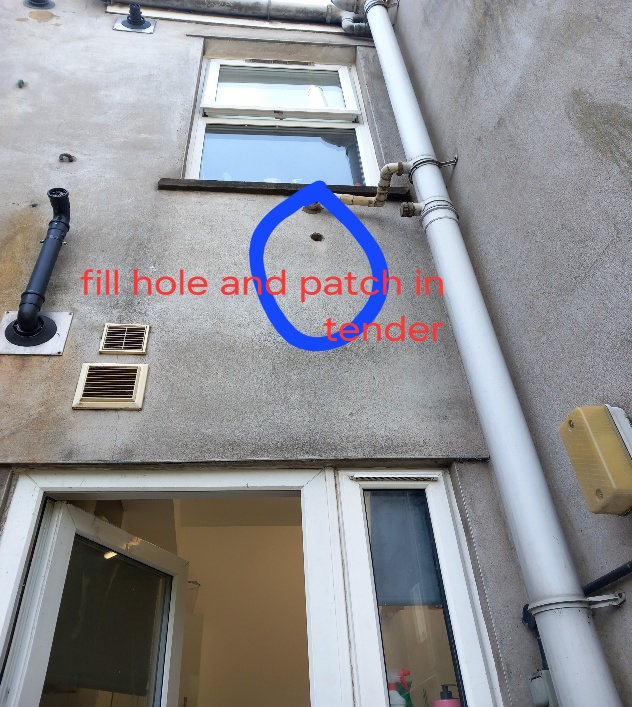 fill hole and patch in
tender